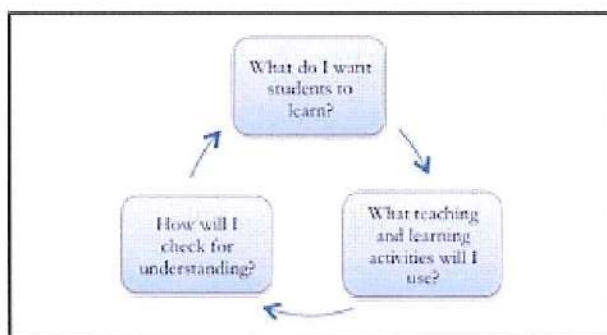 What do I want
students to
learn?
What teaching
and learning
activities will I
use?
How will I
check for
understanding?